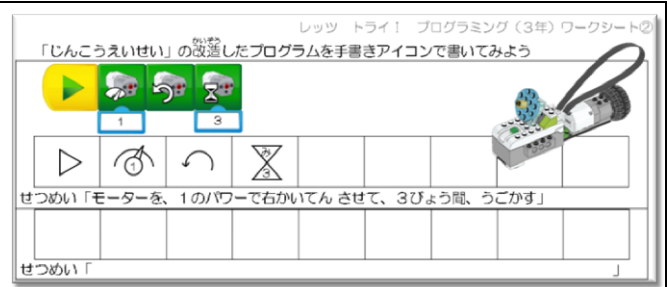 レッツ トライ! プログラミング(3年)ワークシート②
かいぞう
「じんこうえいせい」の改造したプログラムを手書きアイコンで書いてみよう
1
3
1
み
3
せつめい「モーターを、1のパワーで右かいてん させて、3びょう間、うごかす」
せつめい「 」